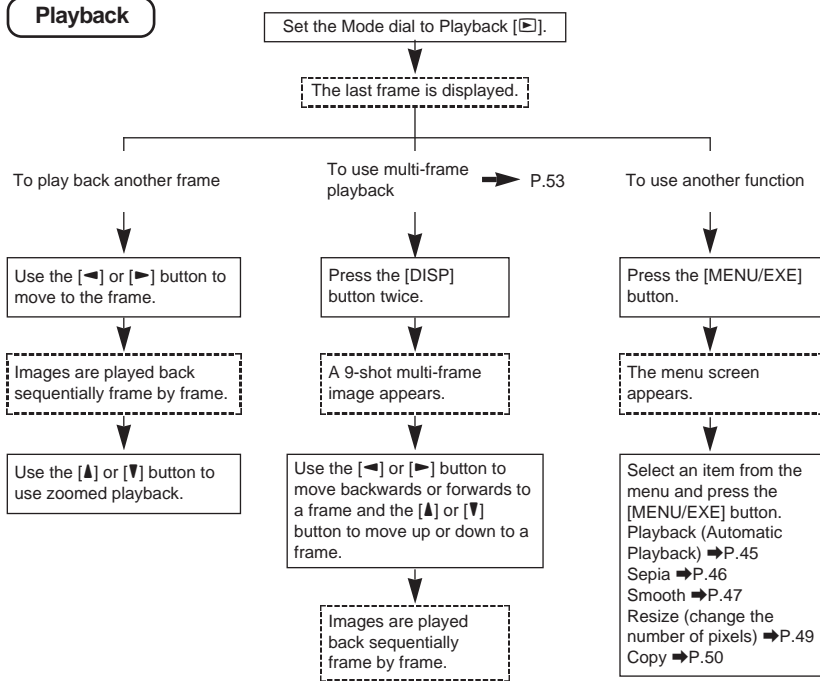 Playback
Set the Mode dial to Playback [▶].
The last frame is displayed.
To play back another frame
Use the [◄] or [►] button to
move to the frame.
Images are played back
sequentially frame by frame.
Use the [▲] or [▼] button to
use zoomed playback.
To use multi-frame
playback
➡ P.53
Press the [DISP]
button twice.
A 9-shot multi-frame
image appears.
Use the [◄] or [►] button to
move backwards or forwards to
a frame and the [▲] or [▼]
button to move up or down to a
frame.
Images are played
back sequentially
frame by frame.
To use another function
Press the [MENU/EXE]
button.
The menu screen
appears.
Select an item from the
menu and press the
[MENU/EXE] button.
Playback (Automatic
Playback) ➡P.45
Sepia ➡P.46
Smooth ➡P.47
Resize (change the
number of pixels) ➡P.49
Copy ➡P.50